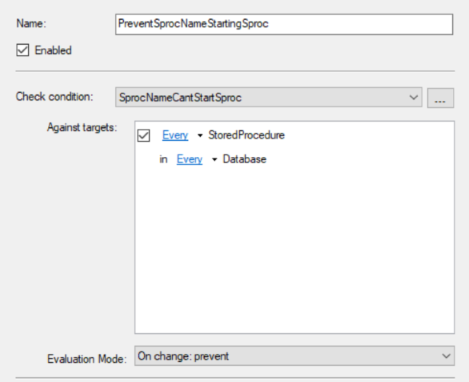 Name: PreventSprocNameStartingSproc
Enabled
Check condition: SprocNameCantStartSproc ...
Against targets: Every StoredProcedure
in Every Database
Evaluation Mode: On change: prevent